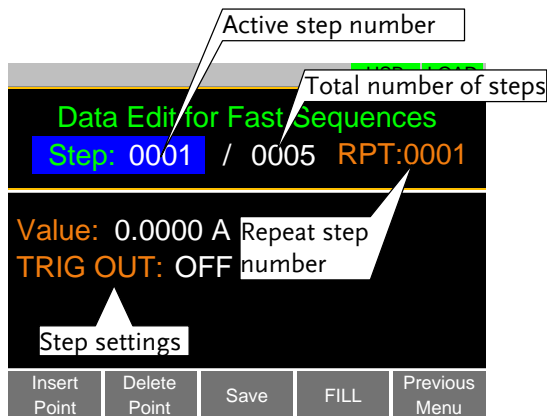 Active step number
Total number of steps
Data Edit for Fast Sequences
Step: 0001 / 0005 RPT:0001
Value: 0.0000 A
Repeat step
number
TRIG OUT: OFF
Step settings
Insert
Point
Delete
Point
Save
FILL
Previous
Menu